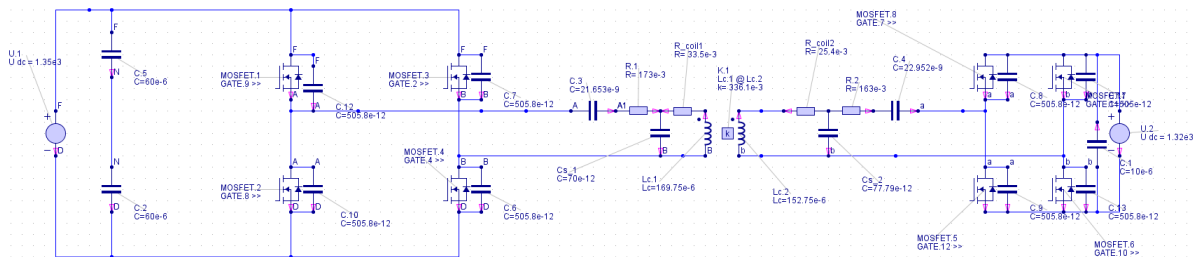 U.1
U dc = 1.35e3
F
+
−
D
F
C.5
C=60e-6
N
N
C.2
C=60e-6
D
MOSFET.1
GATE.9 >>
F
F
A
A
C.12
C=505.8e-12
MOSFET.2
GATE.8 >>
A
A
D
D
C.10
C=505.8e-12
MOSFET.3
GATE.2 >>
F
F
B
B
C.7
C=505.8e-12
MOSFET.4
GATE.4 >>
B
B
D
D
C.6
C=505.8e-12
C.3
C=21.653e-9
A
A1
R.1
R= 173e-3
R_coil1
R= 33.5e-3
Cs_1
C=70e-12
B
K.1
Lc.1 @ Lc.2
k= 336.1e-3
k
B
b
Lc.1
Lc=169.75e-6
Lc.2
Lc=152.75e-6
R_coil2
R= 25.4e-3
R.2
R= 163e-3
Cs_2
C=77.79e-12
b
C.4
C=22.952e-9
a
MOSFET.8
GATE.7 >>
a
a
C.8
C=505.8e-12
b
b
U.2
U dc = 1.32e3
+
−
C.1
C=10e-6
MOSFET.5
GATE.12 >>
a
a
C.9
C=505.8e-12
b
b
C.13
C=505.8e-12
MOSFET.6
GATE.10 >>